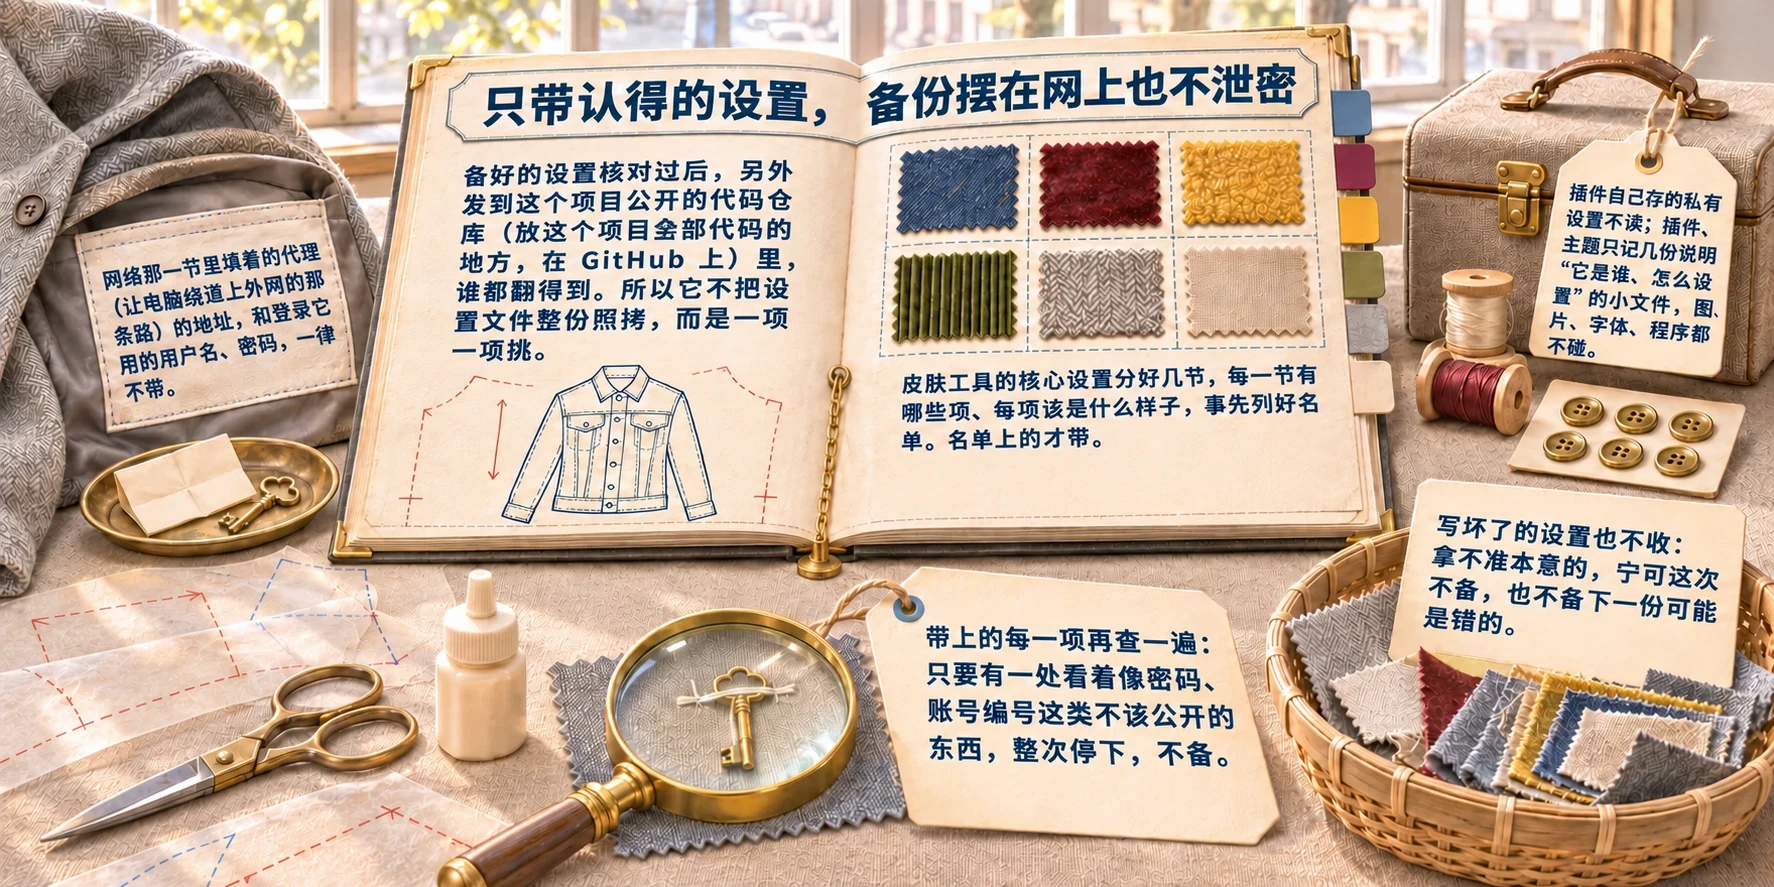 只带认得的设置，备份摆在网上也不泄密
备好的设置核对过后，另外
发到这个项目公开的代码仓
库（放这个项目全部代码的
地方，在 GitHub 上）里，
谁都翻得到。所以它不把设
置文件整份照拷，而是一项
一项挑。
皮肤工具的核心设置分好几节，每一节有
哪些项、每项该是什么样子，事先列好名
单。名单上的才带。
网络那一节里填着的代理
（让电脑绕道上外网的那
条路）的地址，和登录它
用的用户名、密码，一律
不带。
插件自己存的私有
设置不读；插件、
主题只记几份说明
“它是谁、怎么设
置”的小文件，图
片、字体、程序都
不碰。
带上的每一项再查一遍：
只要有一处看着像密码、
账号编号这类不该公开的
东西，整次停下，不备。
写坏了的设置也不收：
拿不准本意的，宁可这次
不备，也不备下一份可能
是错的。